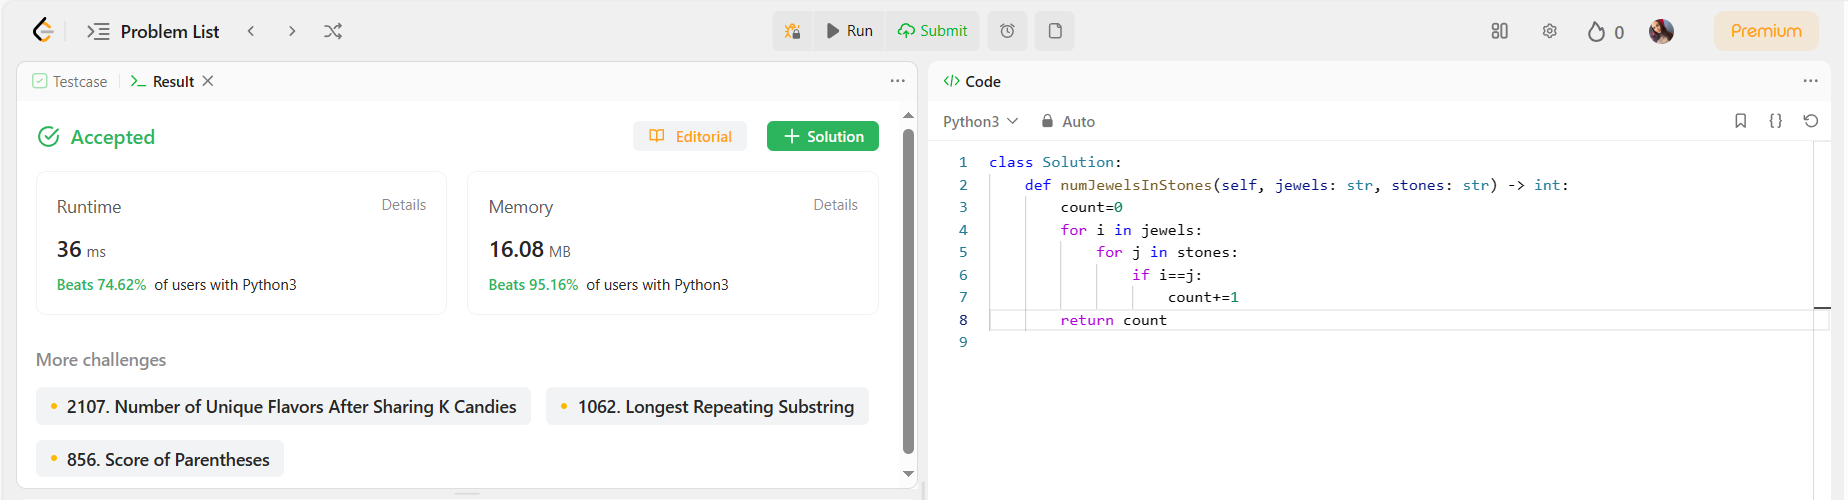 Problem List
Run
Submit
0
Premium
Testcase
Result
Accepted
Editorial
Solution
Runtime
Details
36 ms
Beats 74.62% of users with Python3
Memory
Details
16.08 MB
Beats 95.16% of users with Python3
More challenges
2107. Number of Unique Flavors After Sharing K Candies
1062. Longest Repeating Substring
856. Score of Parentheses
</> Code
Python3
Auto
1 class Solution:
2     def numJewelsInStones(self, jewels: str, stones: str) -> int:
3         count=0
4         for i in jewels:
5             for j in stones:
6                 if i==j:
7                     count+=1
8         return count
9